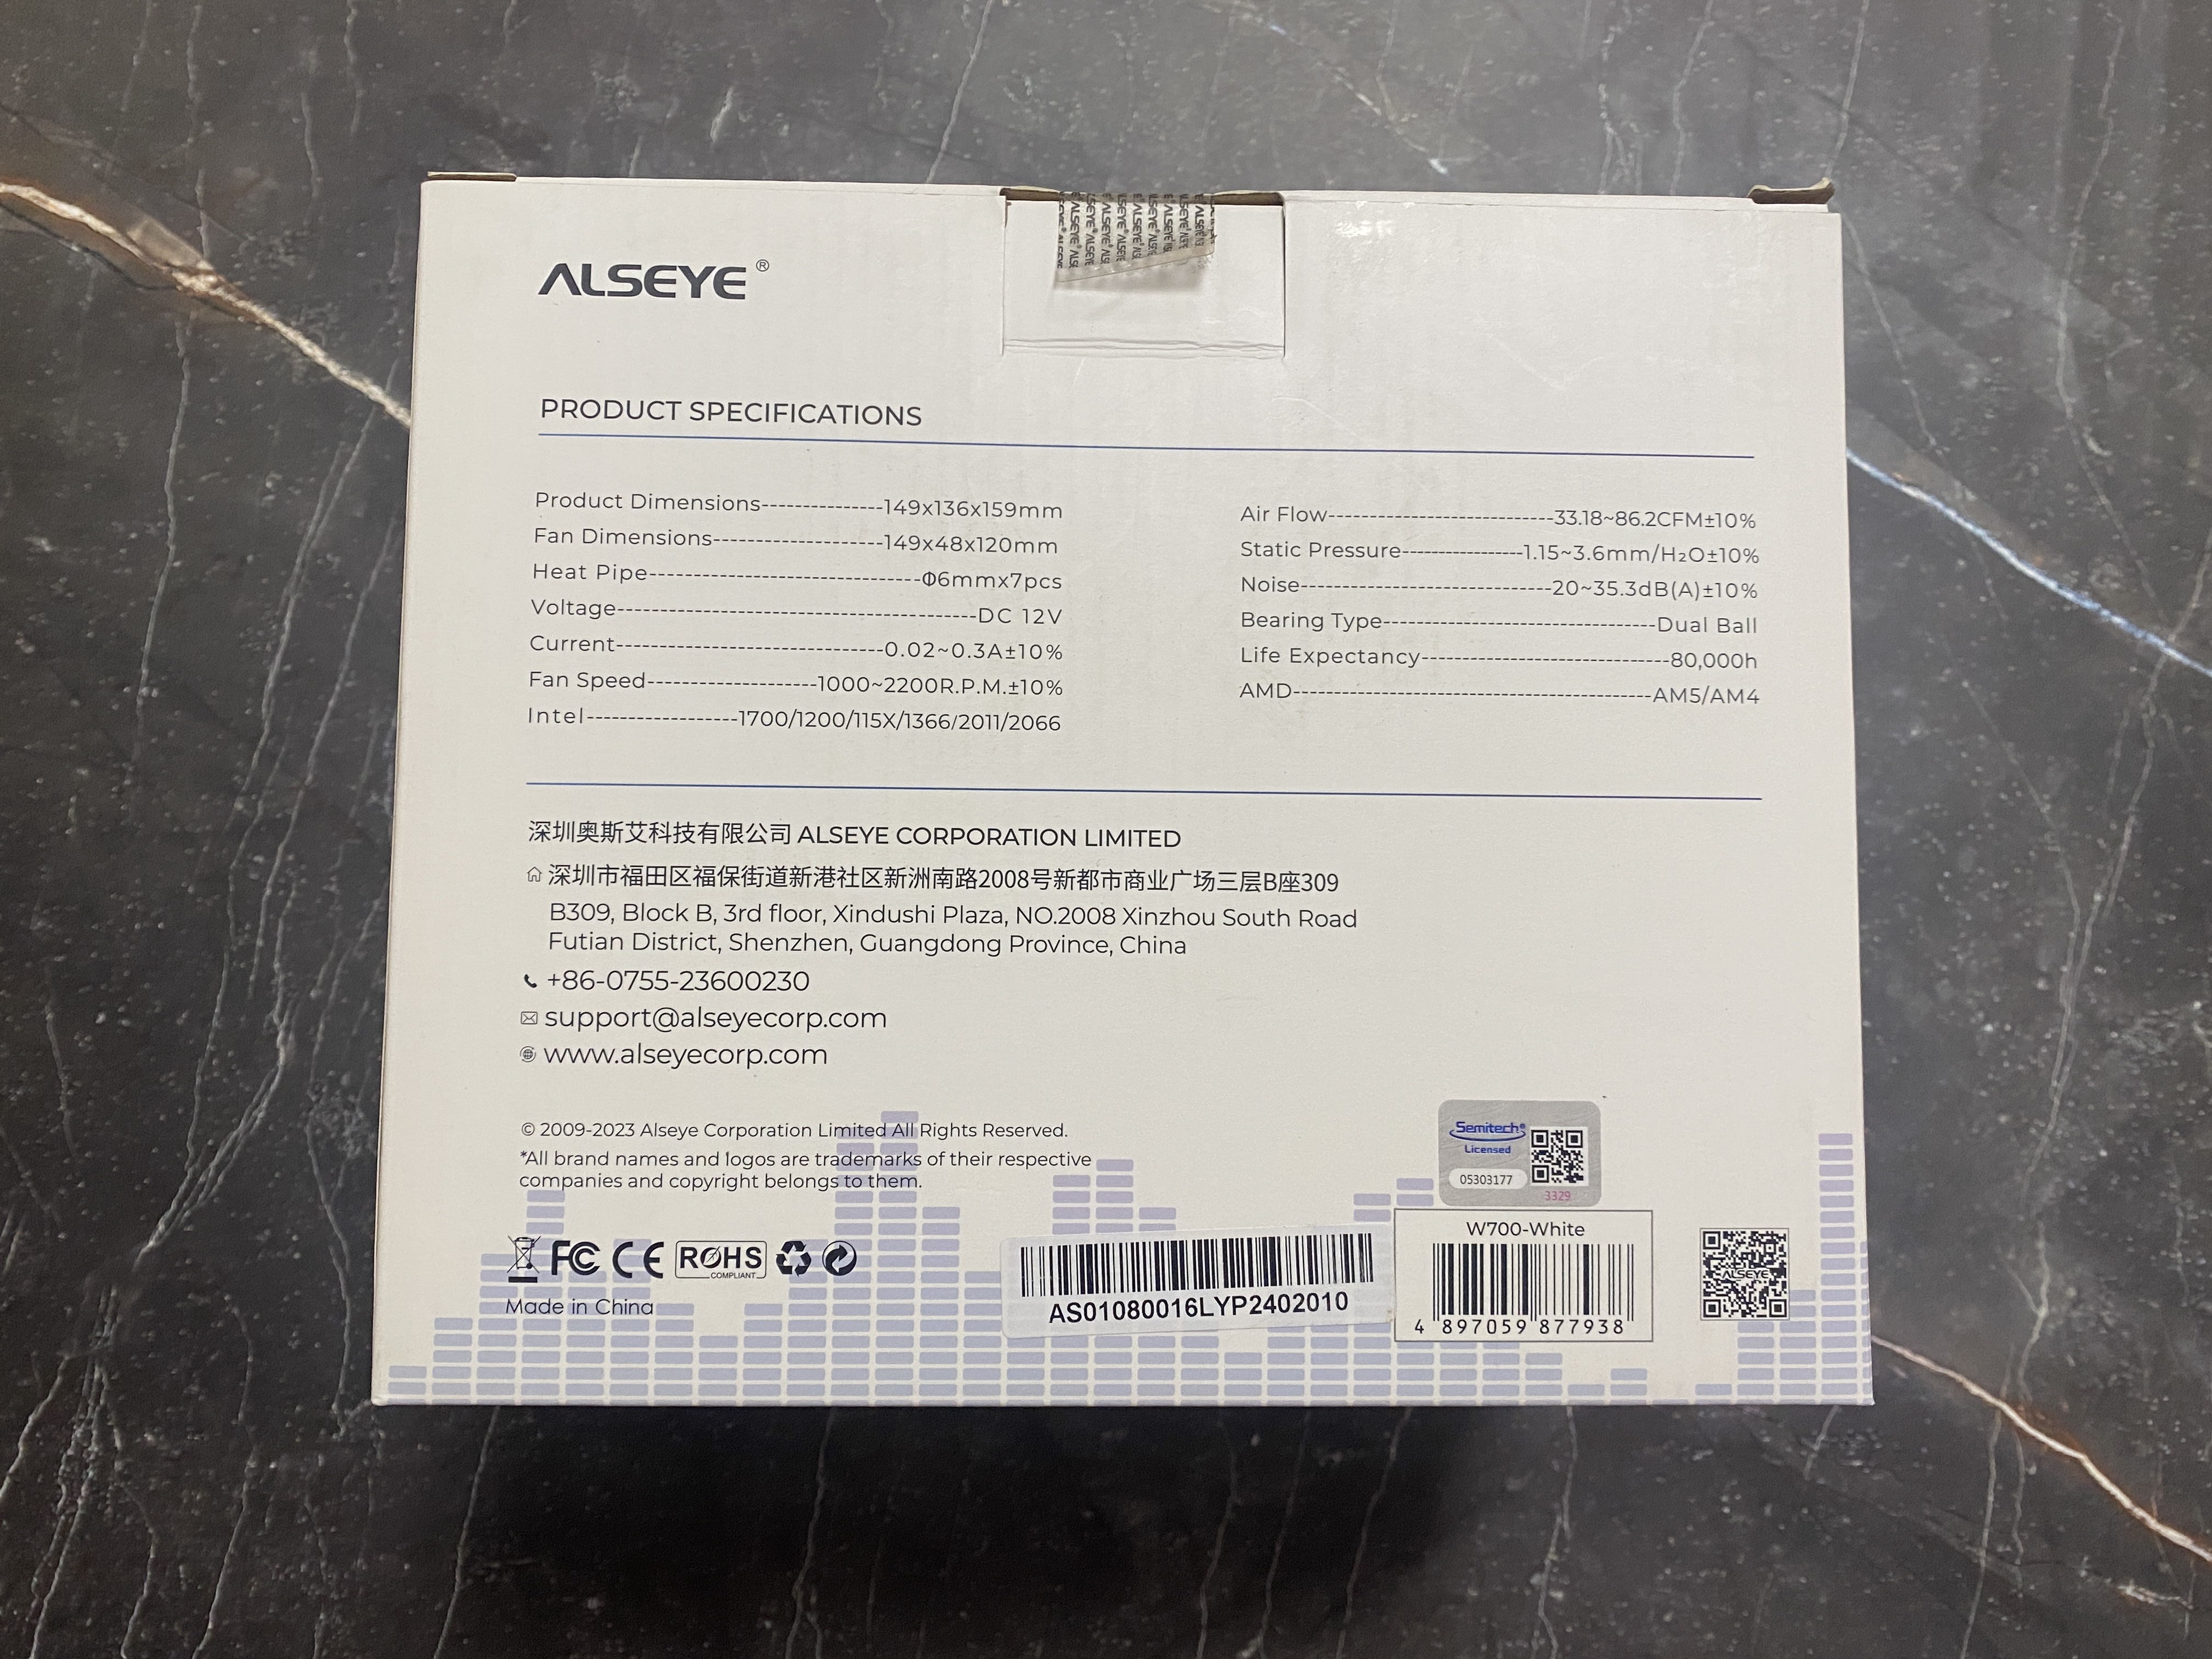 ALSEYE®
PRODUCT SPECIFICATIONS
Product Dimensions---------------149x136x159mm
Fan Dimensions--------------------149x48x120mm
Heat Pipe-------------------------------Φ6mmx7pcs
Voltage-----------------------------------------DC 12V
Current-------------------------------0.02~0.3A±10%
Fan Speed-------------------1000~2200R.P.M.±10%
Intel------------------1700/1200/115X/1366/2011/2066
Air Flow---------------------------33.18~86.2CFM±10%
Static Pressure-----------------1.15~3.6mm/H₂O±10%
Noise------------------------------20~35.3dB(A)±10%
Bearing Type---------------------------------Dual Ball
Life Expectancy------------------------------80,000h
AMD-------------------------------------------AM5/AM4
深圳奥斯艾科技有限公司 ALSEYE CORPORATION LIMITED
深圳市福田区福保街道新港社区新洲南路2008号新都市商业广场三层B座309
B309, Block B, 3rd floor, Xindushi Plaza, NO.2008 Xinzhou South Road
Futian District, Shenzhen, Guangdong Province, China
+86-0755-23600230
support@alseyecorp.com
www.alseyecorp.com
© 2009-2023 Alseye Corporation Limited All Rights Reserved.
*All brand names and logos are trademarks of their respective
companies and copyright belongs to them.
Semitech®
Licensed
05303177
3329
FC CE ROHS
COMPLIANT
Made in China
AS01080016LYP2402010
W700-White
4 897059 877938
ALSEYE